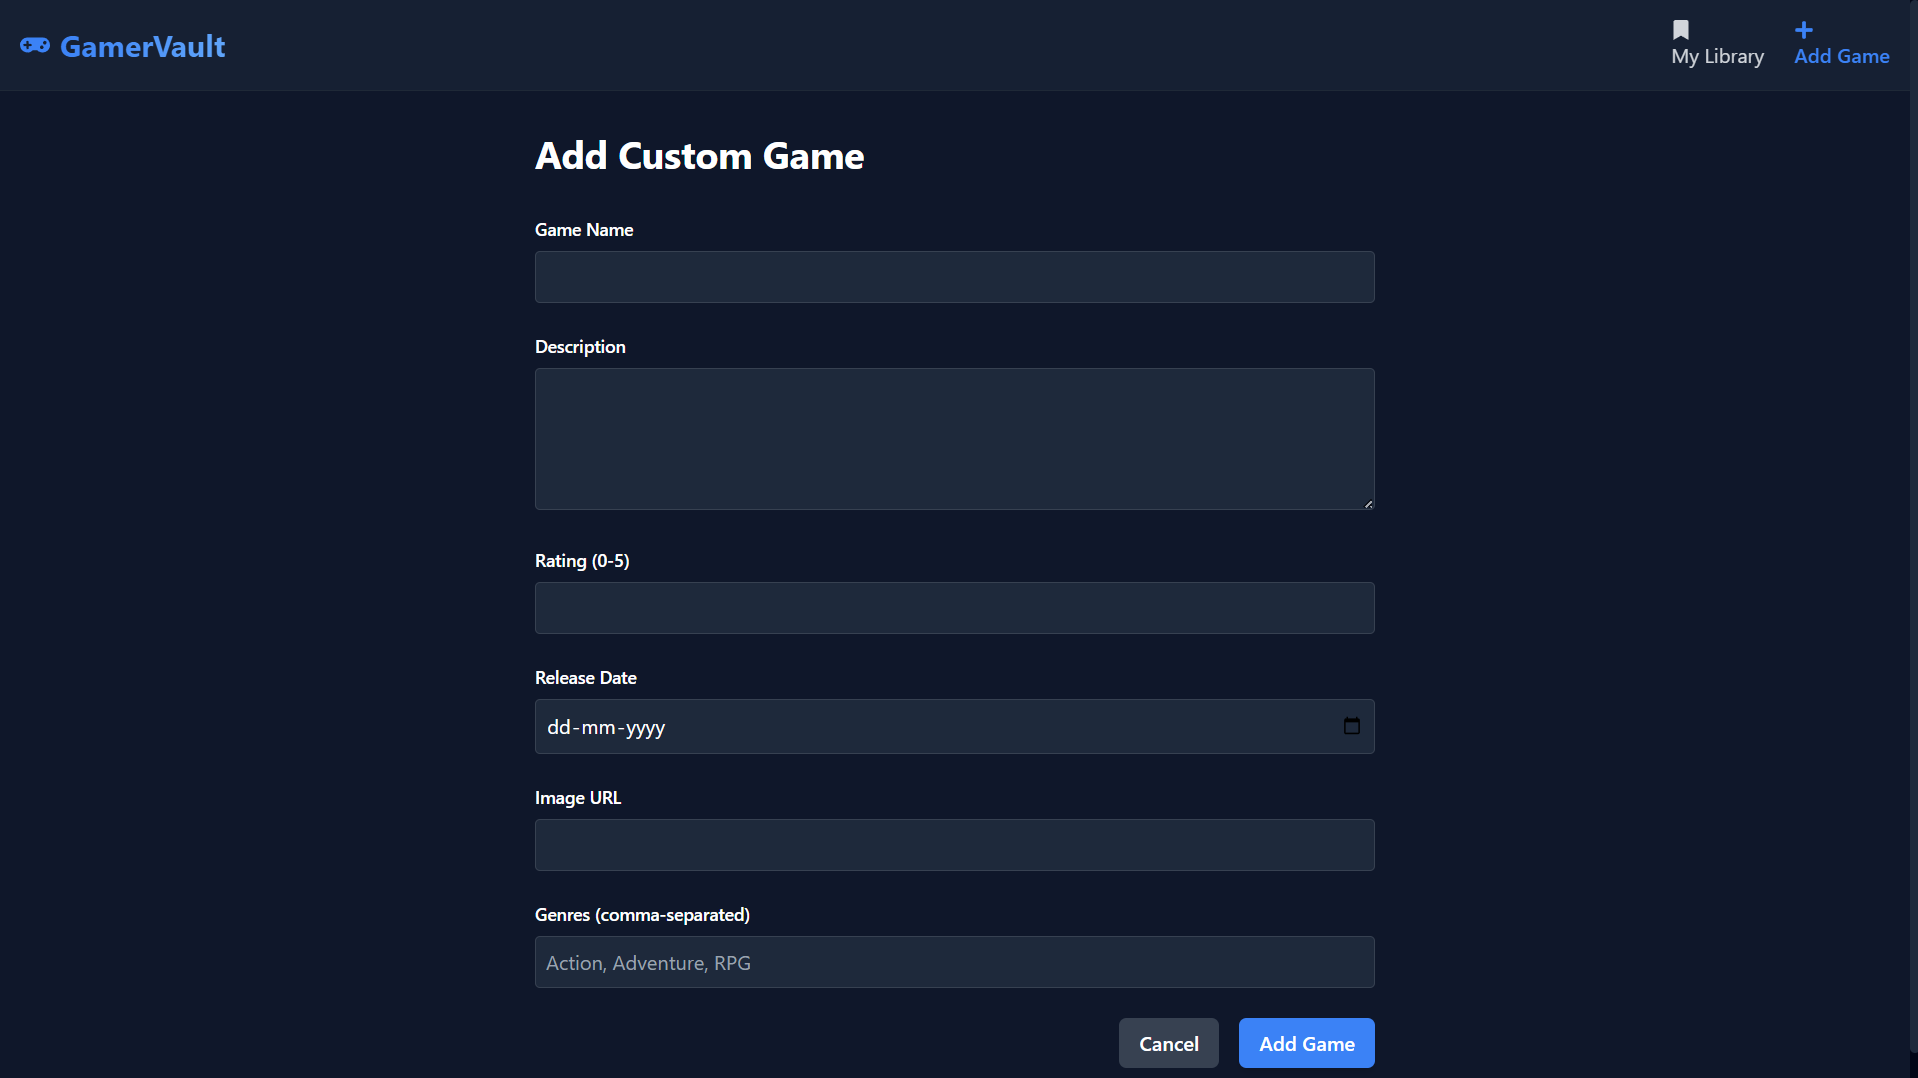 GamerVault
My Library
Add Game
Add Custom Game
Game Name
Description
Rating (0-5)
Release Date
dd-mm-yyyy
Image URL
Genres (comma-separated)
Action, Adventure, RPG
Cancel
Add Game